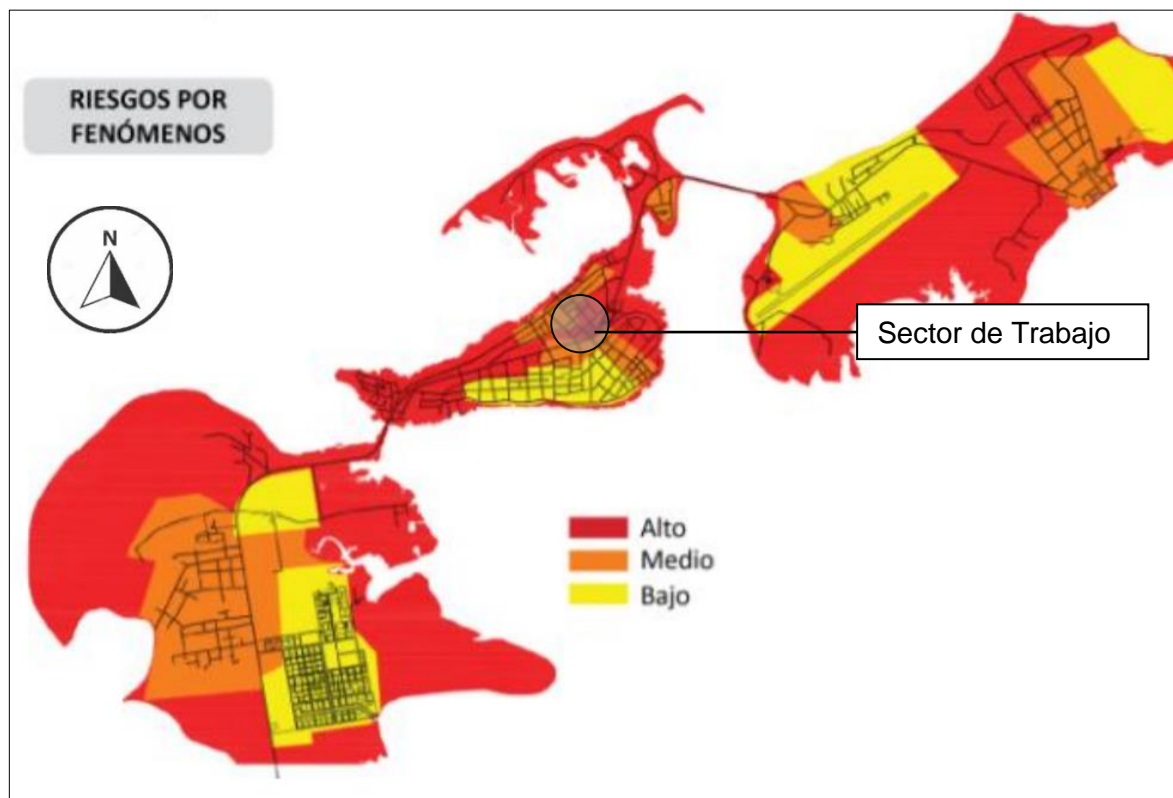 RIESGOS POR
FENÓMENOS
N
Sector de Trabajo
Alto
Medio
Bajo